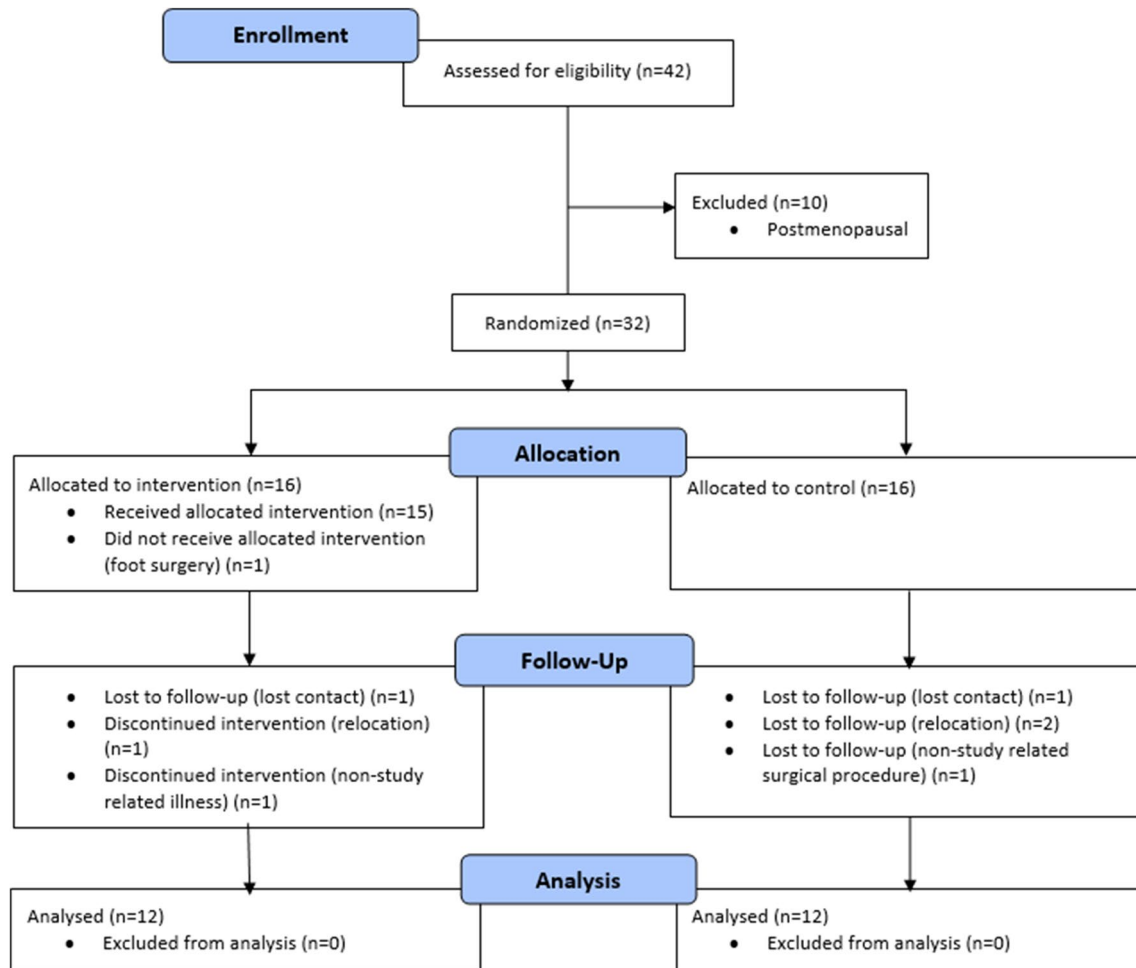 Enrollment
Assessed for eligibility (n=42)
Excluded (n=10)
• Postmenopausal
Randomized (n=32)
Allocation
Allocated to intervention (n=16)
• Received allocated intervention (n=15)
• Did not receive allocated intervention
(foot surgery) (n=1)
Allocated to control (n=16)
Follow-Up
• Lost to follow-up (lost contact) (n=1)
• Discontinued intervention (relocation)
(n=1)
• Discontinued intervention (non-study
related illness) (n=1)
• Lost to follow-up (lost contact) (n=1)
• Lost to follow-up (relocation) (n=2)
• Lost to follow-up (non-study related
surgical procedure) (n=1)
Analysis
Analysed (n=12)
• Excluded from analysis (n=0)
Analysed (n=12)
• Excluded from analysis (n=0)